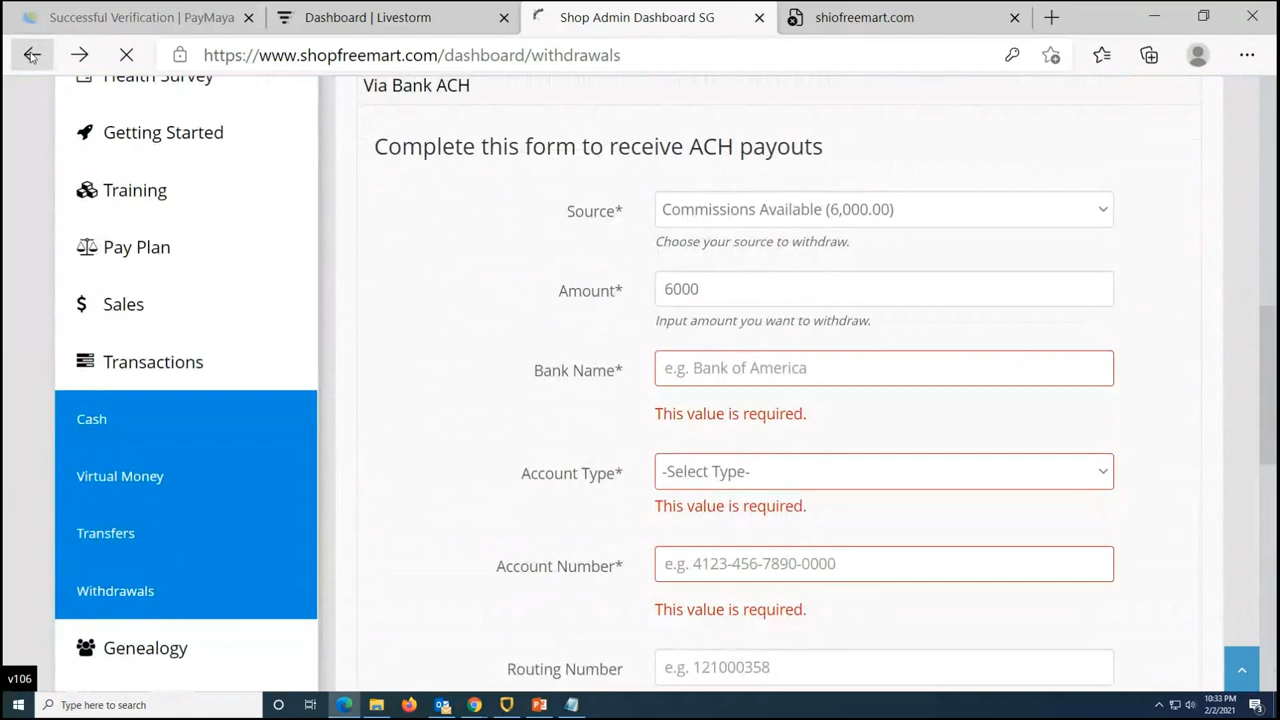 Successful Verification | PayMaya
Dashboard | Livestorm
Shop Admin Dashboard SG
shiofreemart.com
https://www.shopfreemart.com/dashboard/withdrawals
Health Survey
Getting Started
Training
Pay Plan
Sales
Transactions
Cash
Virtual Money
Transfers
Withdrawals
Genealogy
v106
Via Bank ACH
Complete this form to receive ACH payouts
Source* Commissions Available (6,000.00)
Choose your source to withdraw.
Amount* 6000
Input amount you want to withdraw.
Bank Name* e.g. Bank of America
This value is required.
Account Type* -Select Type-
This value is required.
Account Number* e.g. 4123-456-7890-0000
This value is required.
Routing Number e.g. 121000358
Type here to search
10:33 PM
2/2/2021
3